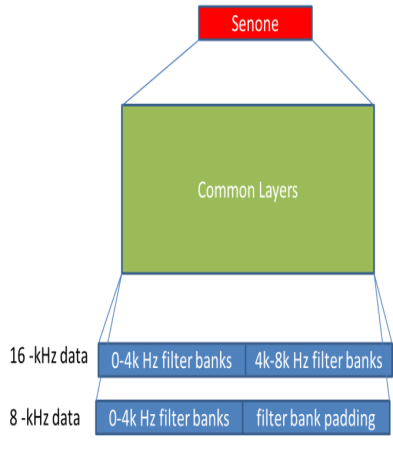 Senone
Common Layers
16 -kHz data 0-4k Hz filter banks 4k-8k Hz filter banks
8 -kHz data 0-4k Hz filter banks filter bank padding